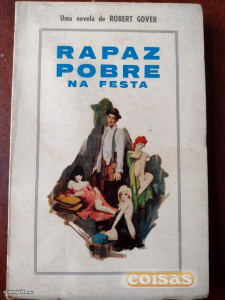 Uma novela de ROBERT GOVER
RAPAZ
POBRE
NA FESTA
coisas